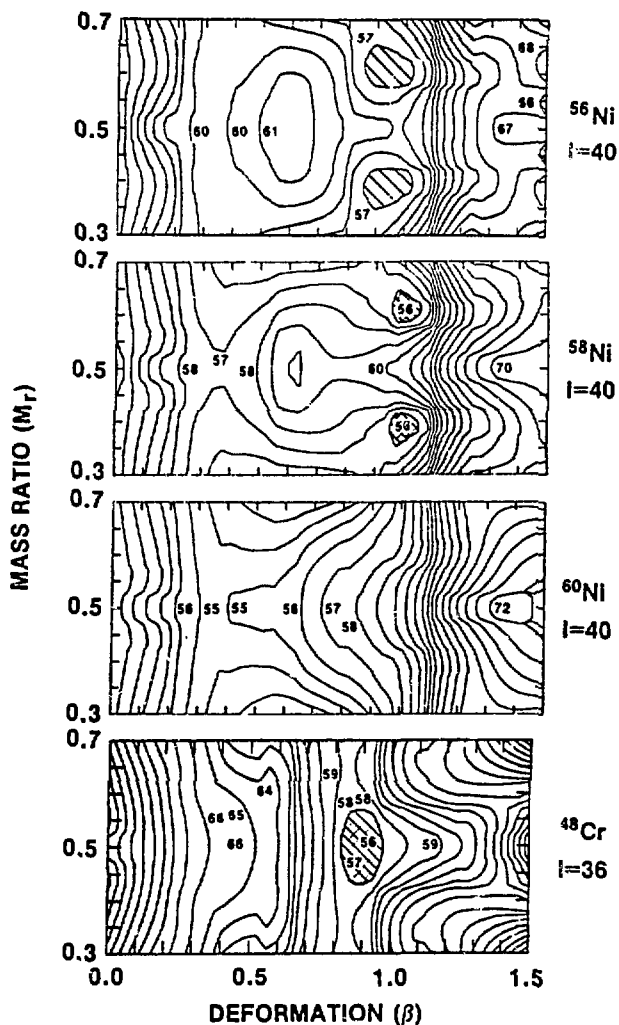 0.7
57
68
⁵⁶Ni
0.5 60 60 61 67
I=40
57
0.3
0.7
56
⁵⁸Ni
57
0.5 58 58 60 70
I=40
0.3
MASS RATIO (Mᵣ)
0.7
⁶⁰Ni
0.5 56 55 55 56 57 72
58
I=40
0.3
0.7
59
64
58 58
66 65
⁴⁸Cr
0.5 66 56 59
57
I=36
0.3
0.0 0.5 1.0 1.5
DEFORMATION (β)